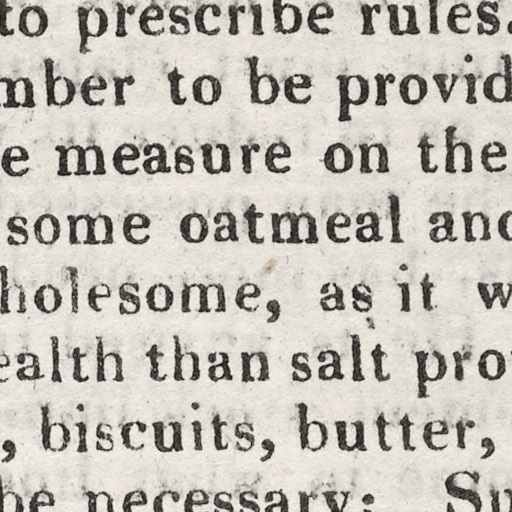 to prescribe rules.
mber to be provid
e measure on the
some oatmeal and
holesome, as it w
ealth than salt pro
, biscuits, butter,
be necessary: Su